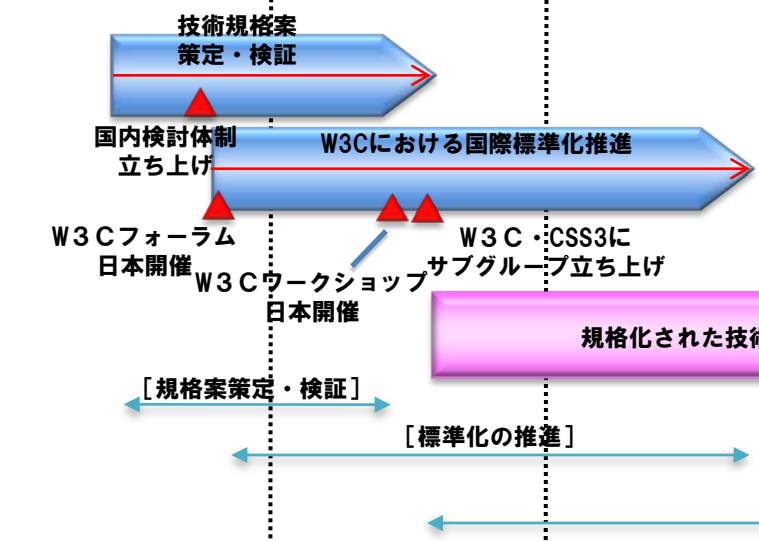 技術規格案
策定・検証
国内検討体制
立ち上げ
W3Cにおける国際標準化推進
W３Cフォーラム
日本開催
W３Cワークショップ
日本開催
W３C・CSS3に
サブグループ立ち上げ
規格化された技術
［規格案策定・検証］
［標準化の推進］